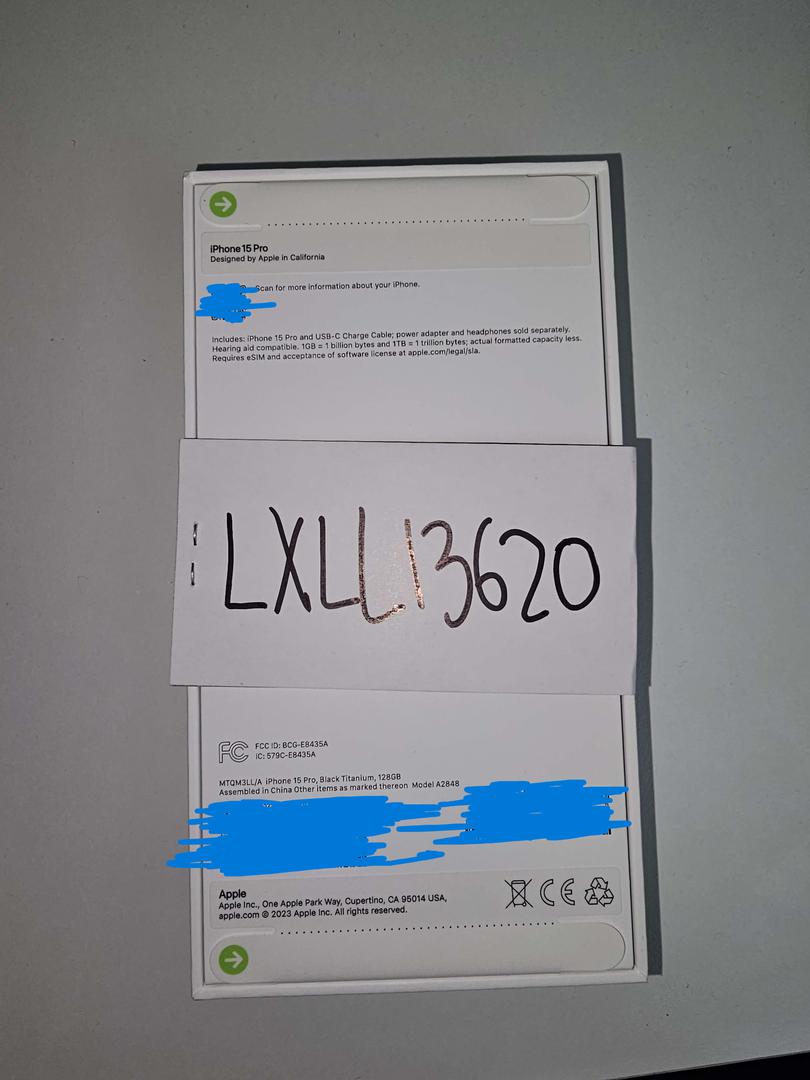 iPhone 15 Pro
Designed by Apple in California
Scan for more information about your iPhone.
Includes: iPhone 15 Pro and USB-C Charge Cable; power adapter and headphones sold separately.
Hearing aid compatible. 1GB = 1 billion bytes and 1TB = 1 trillion bytes; actual formatted capacity less.
Requires eSIM and acceptance of software license at apple.com/legal/sla.
LXLL13620
FC FCC ID: BCG-E8435A
IC: 579C-E8435A
MTQM3LL/A iPhone 15 Pro, Black Titanium, 128GB
Assembled in China Other items as marked thereon Model A2848
Apple
Apple Inc., One Apple Park Way, Cupertino, CA 95014 USA,
apple.com © 2023 Apple Inc. All rights reserved.
CE